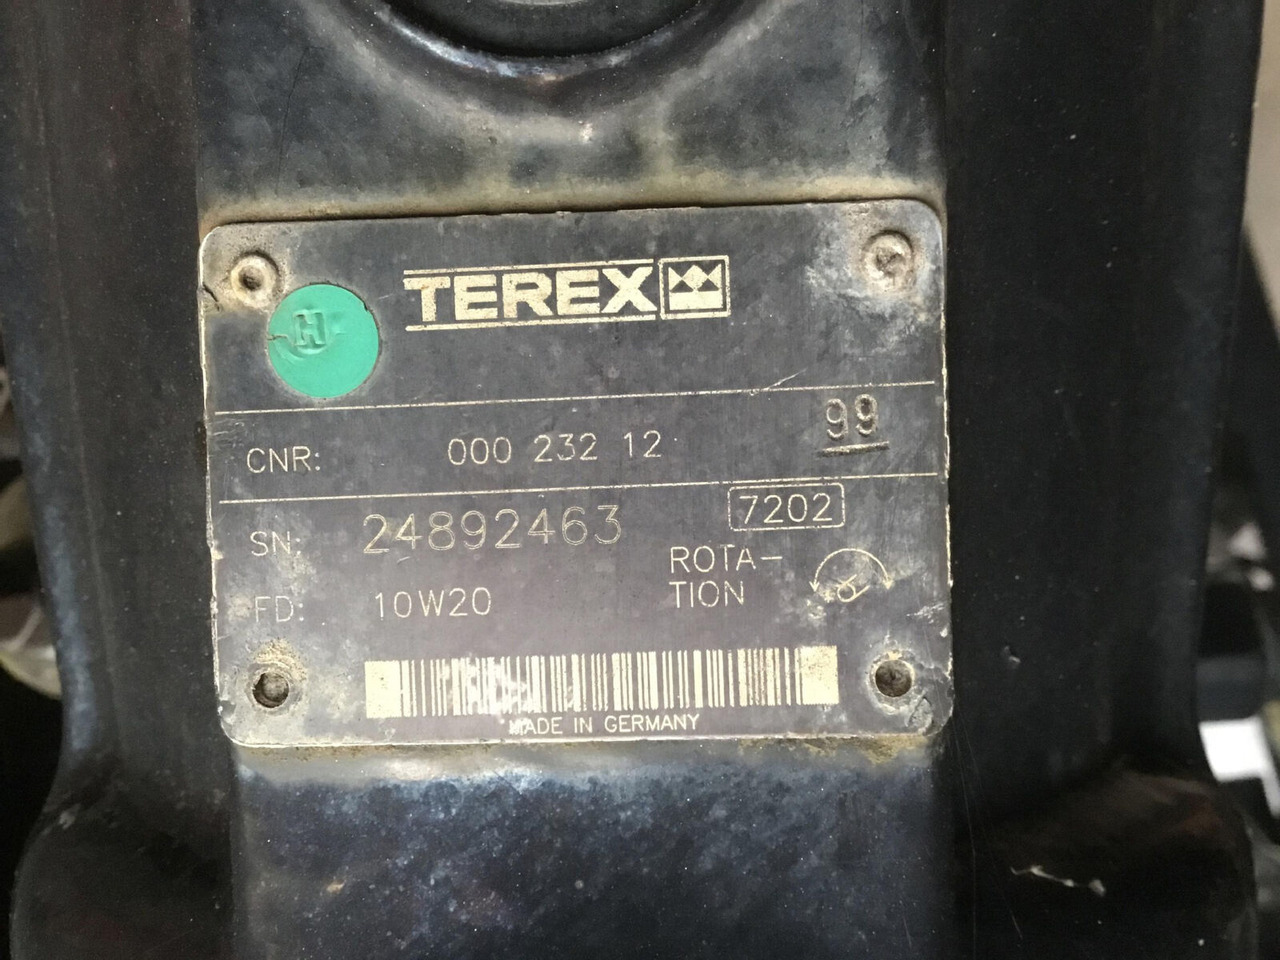 H
TEREX
99
CNR: 000 232 12
7202
SN: 24892463
ROTA-
TION
FD: 10W20
MADE IN GERMANY